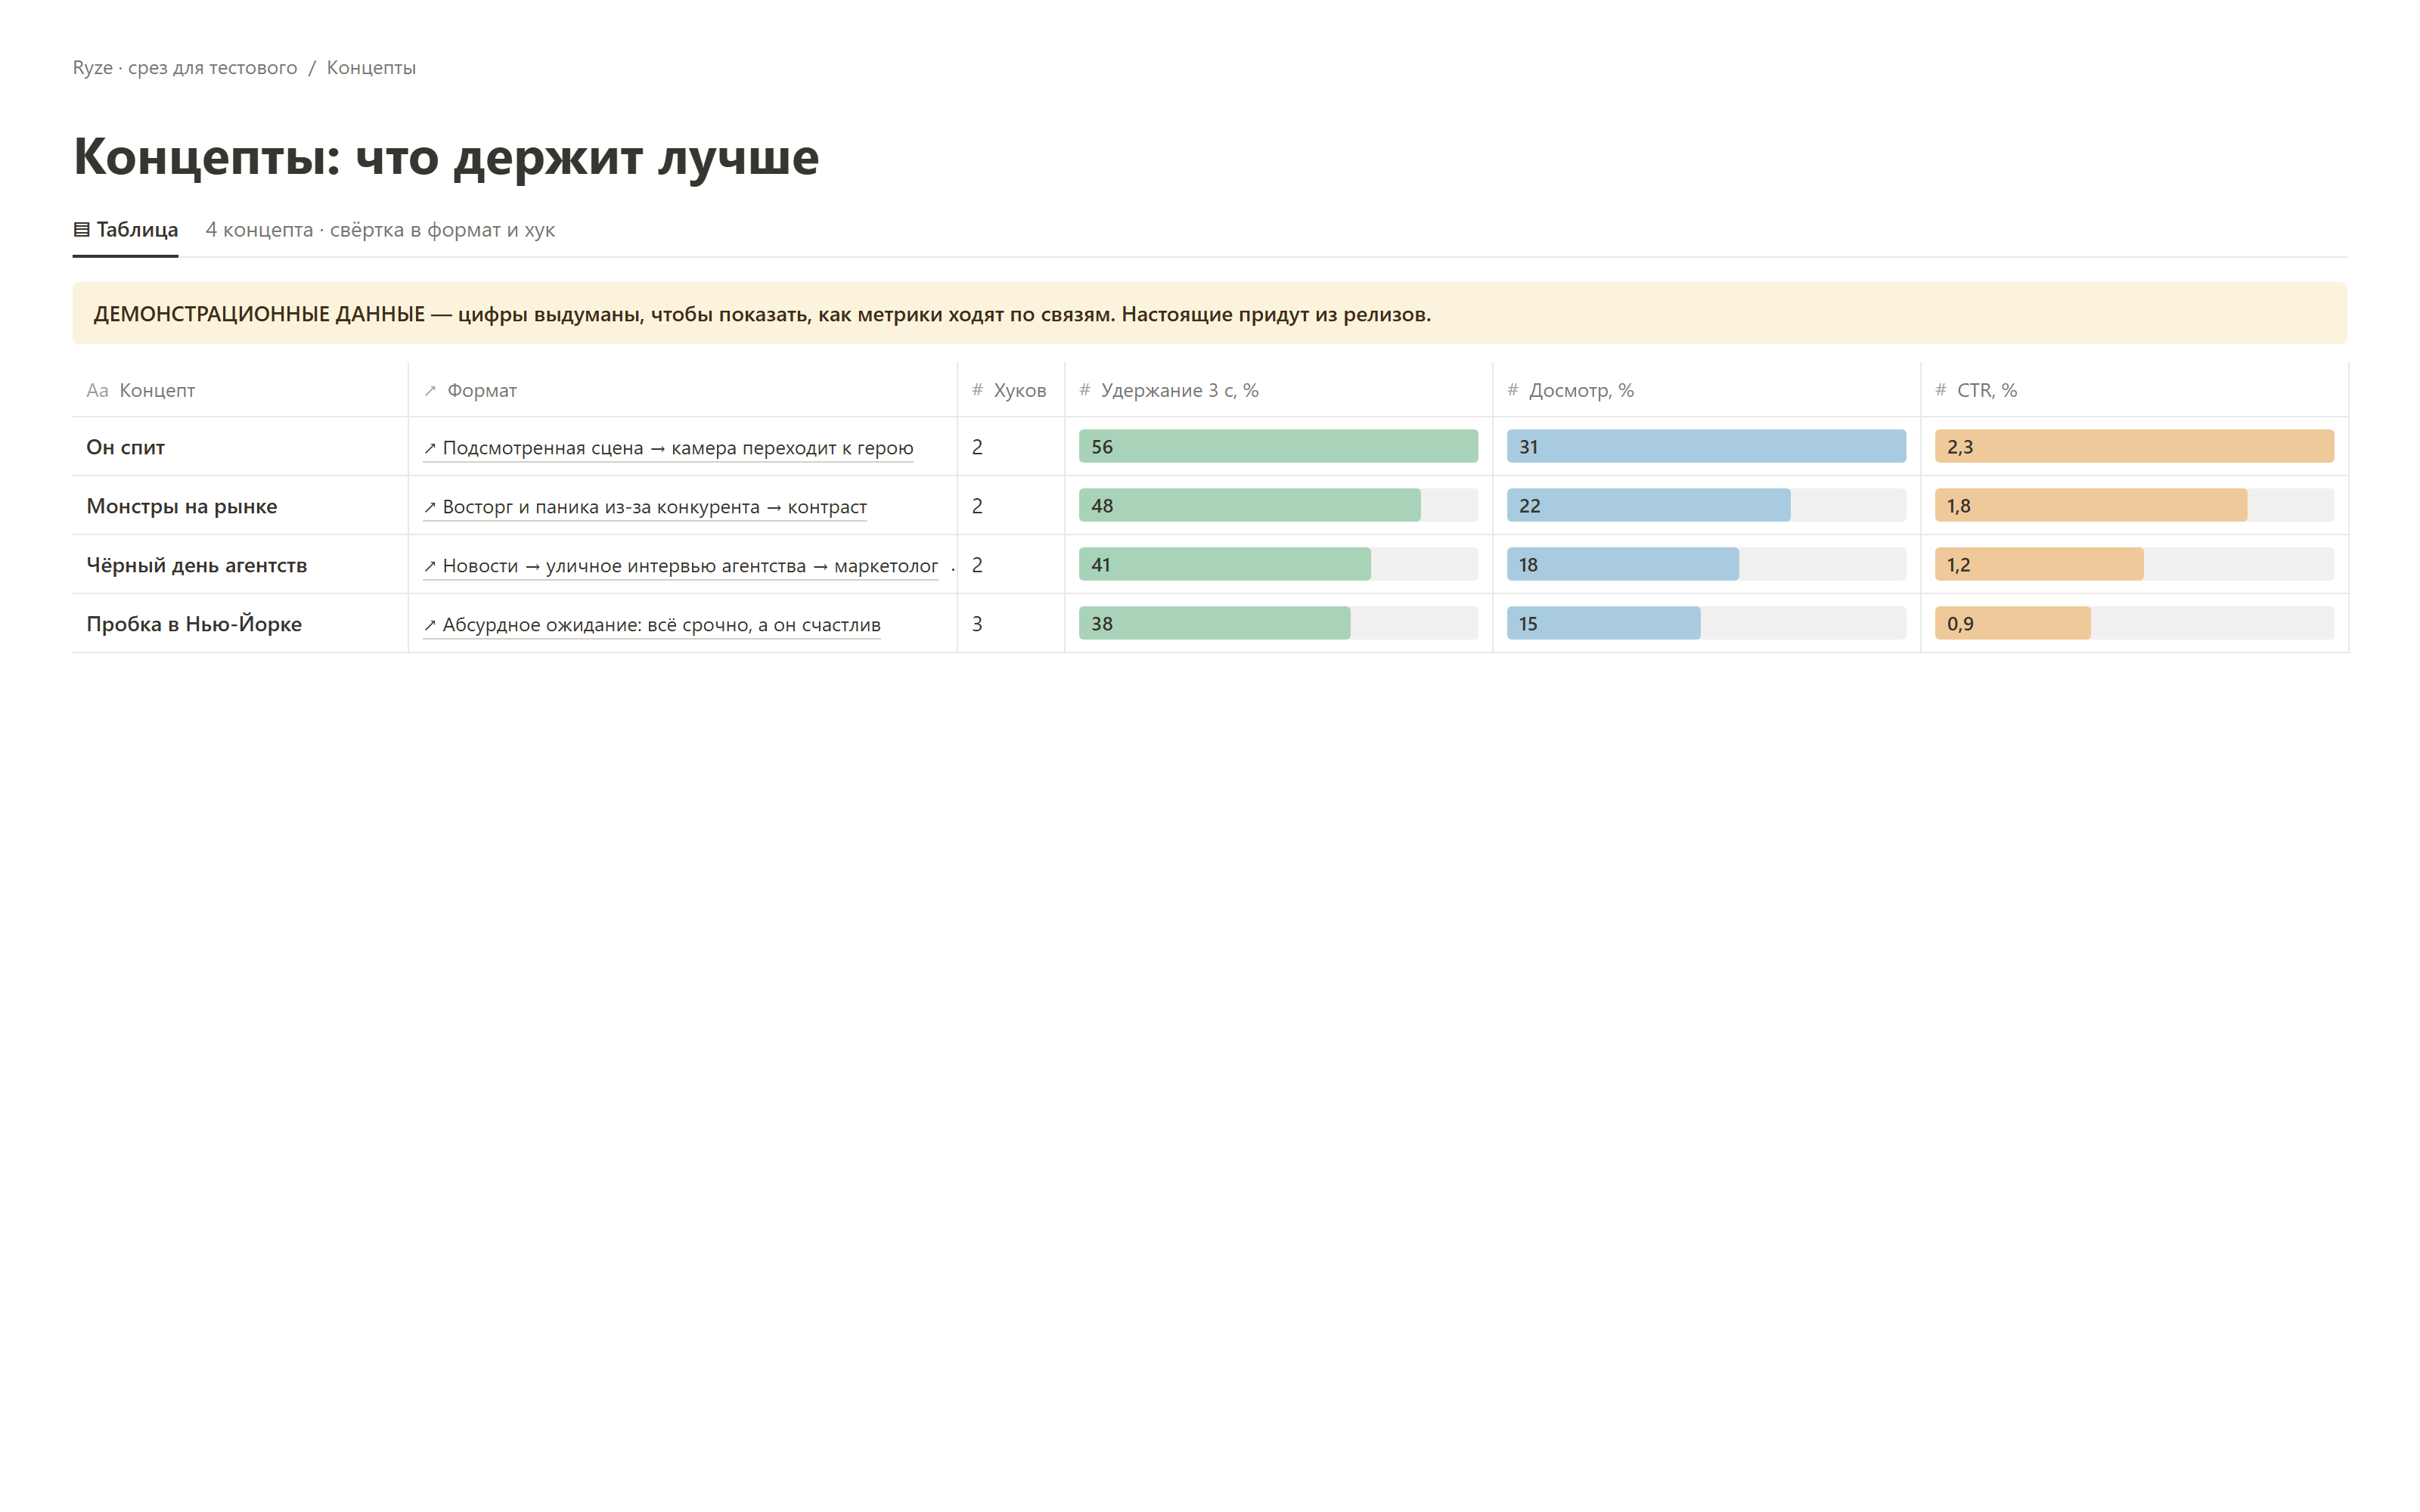 Ryze · срез для тестового / Концепты
Концепты: что держит лучше
Таблица 4 концепта · свёртка в формат и хук
ДЕМОНСТРАЦИОННЫЕ ДАННЫЕ — цифры выдуманы, чтобы показать, как метрики ходят по связям. Настоящие придут из релизов.
Aa Концепт ↗ Формат # Хуков # Удержание 3 с, % # Досмотр, % # CTR, %
Он спит ↗ Подсмотренная сцена → камера переходит к герою 2 56 31 2,3
Монстры на рынке ↗ Восторг и паника из-за конкурента → контраст 2 48 22 1,8
Чёрный день агентств ↗ Новости → уличное интервью агентства → маркетолог . 2 41 18 1,2
Пробка в Нью-Йорке ↗ Абсурдное ожидание: всё срочно, а он счастлив 3 38 15 0,9